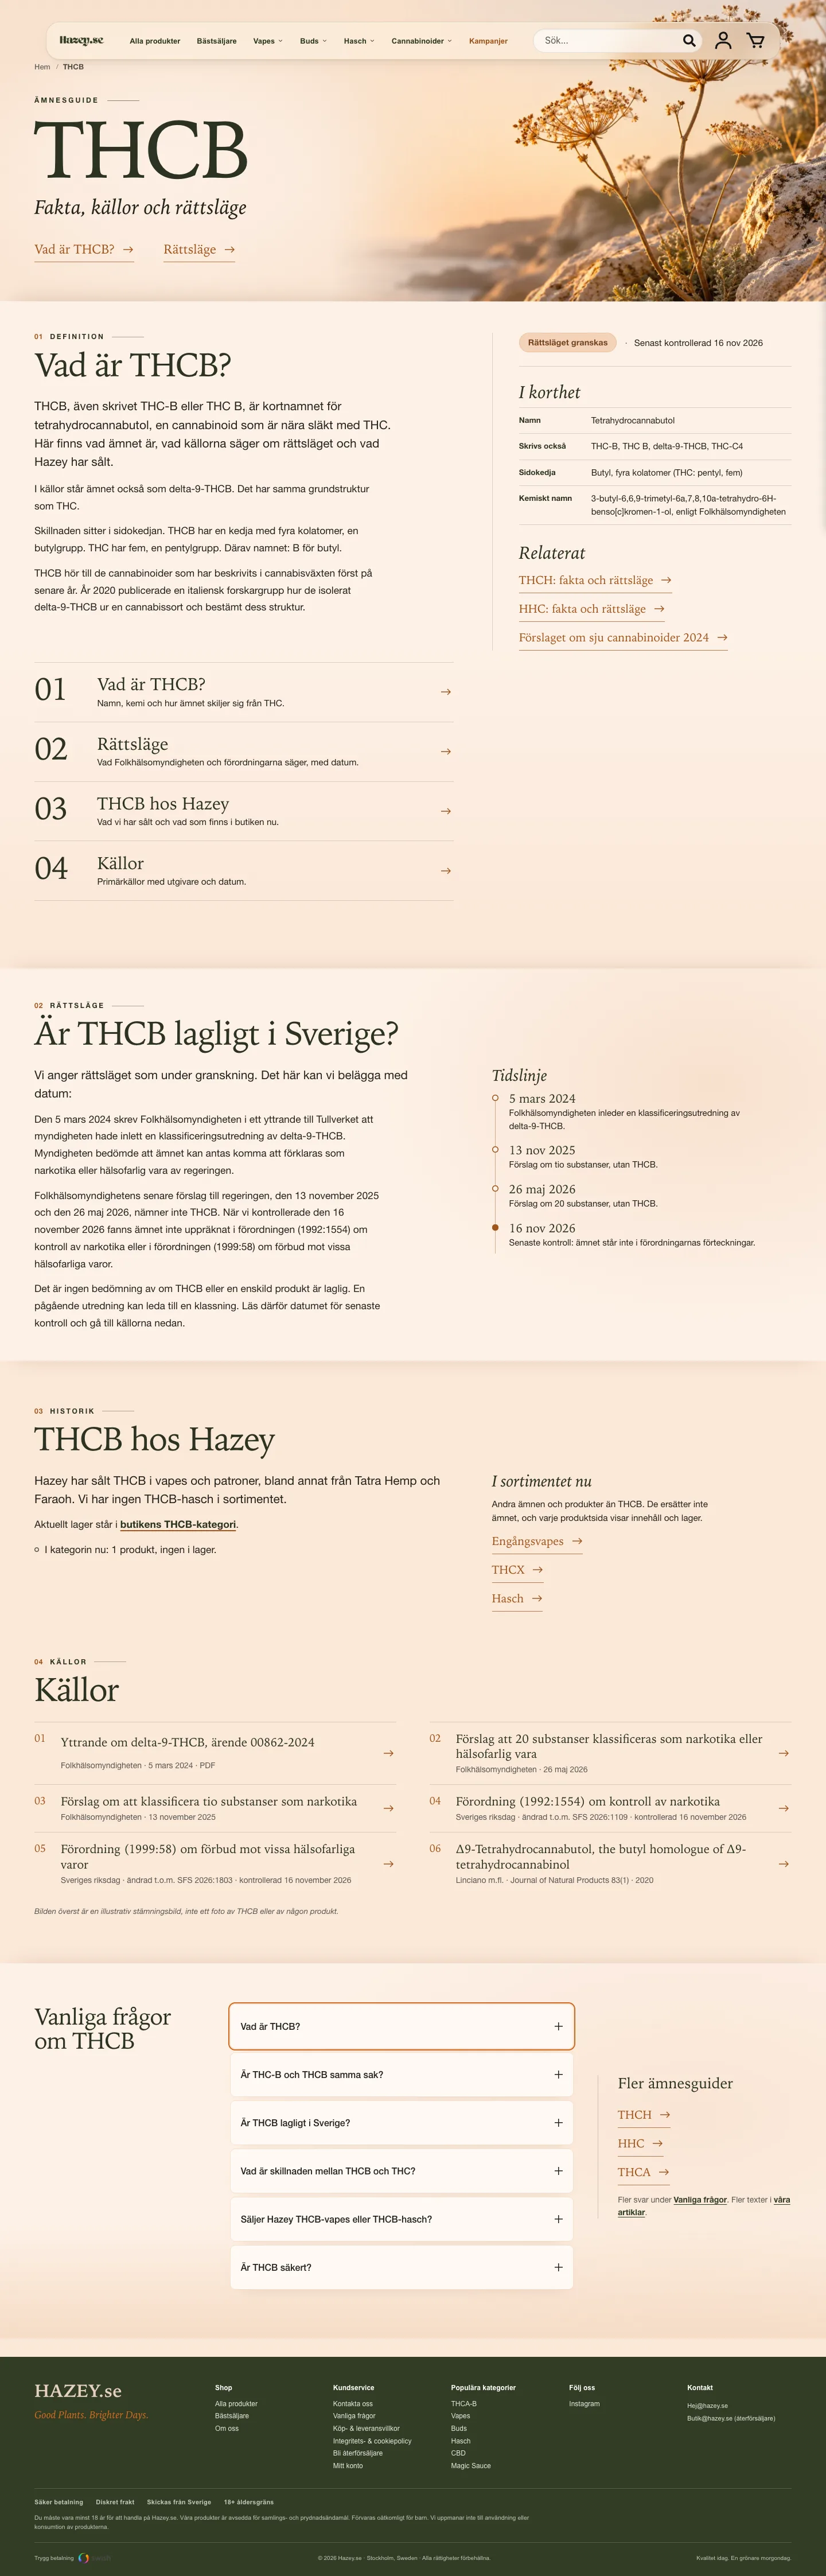 Hazey.se
Alla produkter
Bästsäljare
Vapes
Buds
Hasch
Cannabinoider
Kampanjer
Sök...
Hem / THCB
ÄMNESGUIDE
THCB
Fakta, källor och rättsläge
Vad är THCB? →
Rättsläge →
01 DEFINITION
Vad är THCB?
THCB, även skrivet THC-B eller THC B, är kortnamnet för
tetrahydrocannabutol, en cannabinoid som är nära släkt med THC.
Här finns vad ämnet är, vad källorna säger om rättsläget och vad
Hazey har sålt.
I källor står ämnet också som delta-9-THCB. Det har samma grundstruktur
som THC.
Skillnaden sitter i sidokedjan. THCB har en kedja med fyra kolatomer, en
butylgrupp. THC har fem, en pentylgrupp. Därav namnet: B för butyl.
THCB hör till de cannabinoider som har beskrivits i cannabisväxten först på
senare år. År 2020 publicerade en italiensk forskargrupp hur de isolerat
delta-9-THCB ur en cannabissort och bestämt dess struktur.
Rättsläget granskas · Senast kontrollerad 16 nov 2026
I korthet
Namn Tetrahydrocannabutol
Skrivs också THC-B, THC B, delta-9-THCB, THC-C4
Sidokedja Butyl, fyra kolatomer (THC: pentyl, fem)
Kemiskt namn 3-butyl-6,6,9-trimetyl-6a,7,8,10a-tetrahydro-6H-
benso[c]kromen-1-ol, enligt Folkhälsomyndigheten
Relaterat
THCH: fakta och rättsläge →
HHC: fakta och rättsläge →
Förslaget om sju cannabinoider 2024 →
01 Vad är THCB? →
Namn, kemi och hur ämnet skiljer sig från THC.
02 Rättsläge →
Vad Folkhälsomyndigheten och förordningarna säger, med datum.
03 THCB hos Hazey →
Vad vi har sålt och vad som finns i butiken nu.
04 Källor →
Primärkällor med utgivare och datum.
02 RÄTTSLÄGE
Är THCB lagligt i Sverige?
Vi anger rättsläget som under granskning. Det här kan vi belägga med
datum:
Den 5 mars 2024 skrev Folkhälsomyndigheten i ett yttrande till Tullverket att
myndigheten hade inlett en klassificeringsutredning av delta-9-THCB.
Myndigheten bedömde att ämnet kan antas komma att förklaras som
narkotika eller hälsofarlig vara av regeringen.
Folkhälsomyndighetens senare förslag till regeringen, den 13 november 2025
och den 26 maj 2026, nämner inte THCB. När vi kontrollerade den 16
november 2026 fanns ämnet inte uppräknat i förordningen (1992:1554) om
kontroll av narkotika eller i förordningen (1999:58) om förbud mot vissa
hälsofarliga varor.
Det är ingen bedömning av om THCB eller en enskild produkt är laglig. En
pågående utredning kan leda till en klassning. Läs därför datumet för senaste
kontroll och gå till källorna nedan.
Tidslinje
5 mars 2024
Folkhälsomyndigheten inleder en klassificeringsutredning av
delta-9-THCB.
13 nov 2025
Förslag om tio substanser, utan THCB.
26 maj 2026
Förslag om 20 substanser, utan THCB.
16 nov 2026
Senaste kontroll: ämnet står inte i förordningarnas förteckningar.
03 HISTORIK
THCB hos Hazey
Hazey har sålt THCB i vapes och patroner, bland annat från Tatra Hemp och
Faraoh. Vi har ingen THCB-hasch i sortimentet.
Aktuellt lager står i butikens THCB-kategori.
I kategorin nu: 1 produkt, ingen i lager.
I sortimentet nu
Andra ämnen och produkter än THCB. De ersätter inte
ämnet, och varje produktsida visar innehåll och lager.
Engångsvapes →
THCX →
Hasch →
04 KÄLLOR
Källor
01 Yttrande om delta-9-THCB, ärende 00862-2024 →
Folkhälsomyndigheten · 5 mars 2024 · PDF
02 Förslag att 20 substanser klassificeras som narkotika eller
hälsofarlig vara →
Folkhälsomyndigheten · 26 maj 2026
03 Förslag om att klassificera tio substanser som narkotika →
Folkhälsomyndigheten · 13 november 2025
04 Förordning (1992:1554) om kontroll av narkotika →
Sveriges riksdag · ändrad t.o.m. SFS 2026:1109 · kontrollerad 16 november 2026
05 Förordning (1999:58) om förbud mot vissa hälsofarliga
varor →
Sveriges riksdag · ändrad t.o.m. SFS 2026:1803 · kontrollerad 16 november 2026
06 Δ9-Tetrahydrocannabutol, the butyl homologue of Δ9-
tetrahydrocannabinol →
Linciano m.fl. · Journal of Natural Products 83(1) · 2020
Bilden överst är en illustrativ stämningsbild, inte ett foto av THCB eller av någon produkt.
Vanliga frågor
om THCB
Vad är THCB? +
Är THC-B och THCB samma sak? +
Är THCB lagligt i Sverige? +
Vad är skillnaden mellan THCB och THC? +
Säljer Hazey THCB-vapes eller THCB-hasch? +
Är THCB säkert? +
Fler ämnesguider
THCH →
HHC →
THCA →
Fler svar under Vanliga frågor. Fler texter i våra
artiklar.
HAZEY.se
Good Plants. Brighter Days.
Shop
Alla produkter
Bästsäljare
Om oss
Kundservice
Kontakta oss
Vanliga frågor
Köp- & leveransvillkor
Integritets- & cookiepolicy
Bli återförsäljare
Mitt konto
Populära kategorier
THCA-B
Vapes
Buds
Hasch
CBD
Magic Sauce
Följ oss
Instagram
Kontakt
Hej@hazey.se
Butik@hazey.se (återförsäljare)
Säker betalning Diskret frakt Skickas från Sverige 18+ åldersgräns
Du måste vara minst 18 år för att handla på Hazey.se. Våra produkter är avsedda för samlings- och prydnadsändamål. Förvaras oåtkomligt för barn. Vi uppmanar inte till användning eller
konsumtion av produkterna.
Trygg betalning
© 2026 Hazey.se · Stockholm, Sweden · Alla rättigheter förbehållna.
Kvalitet idag. En grönare morgondag.